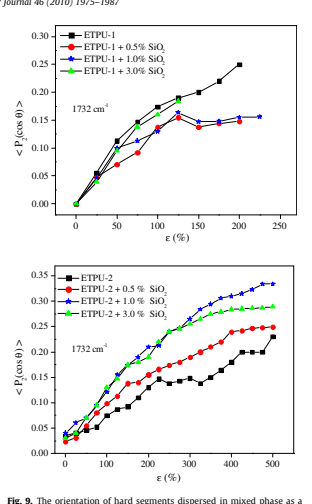 r Journal 46 (2010) 1975–1987
ETPU-1
ETPU-1 + 0.5% SiO2
ETPU-1 + 1.0% SiO2
ETPU-1 + 3.0% SiO2
1732 cm-1
< P2(cos θ) >
0.30
0.25
0.20
0.15
0.10
0.05
0.00
0 50 100 150 200 250
ε (%)
ETPU-2
ETPU-2 + 0.5 % SiO2
ETPU-2 + 1.0 % SiO2
ETPU-2 + 3.0 % SiO2
1732 cm-1
< P2(cos θ) >
0.35
0.30
0.25
0.20
0.15
0.10
0.05
0.00
0 100 200 300 400 500
ε (%)
Fig. 9. The orientation of hard segments dispersed in mixed phase as a